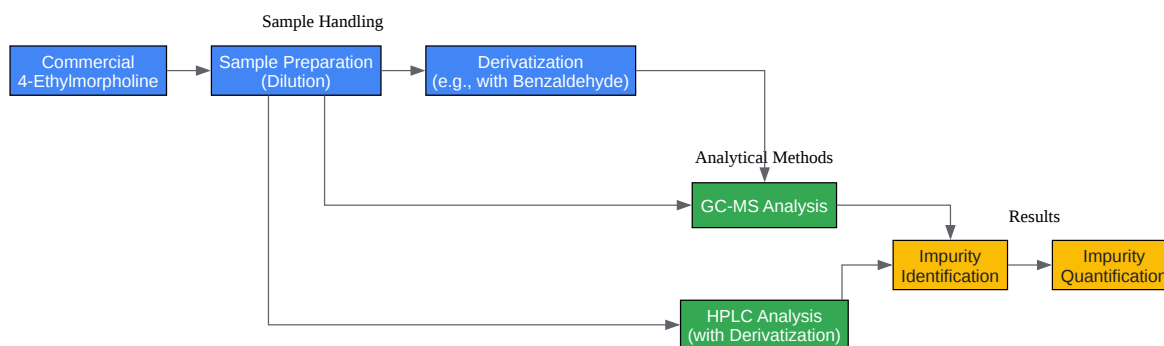 Sample Handling
Commercial
4-Ethylmorpholine
Sample Preparation
(Dilution)
Derivatization
(e.g., with Benzaldehyde)
Analytical Methods
GC-MS Analysis
Results
Impurity
Identification
Impurity
Quantification
HPLC Analysis
(with Derivatization)